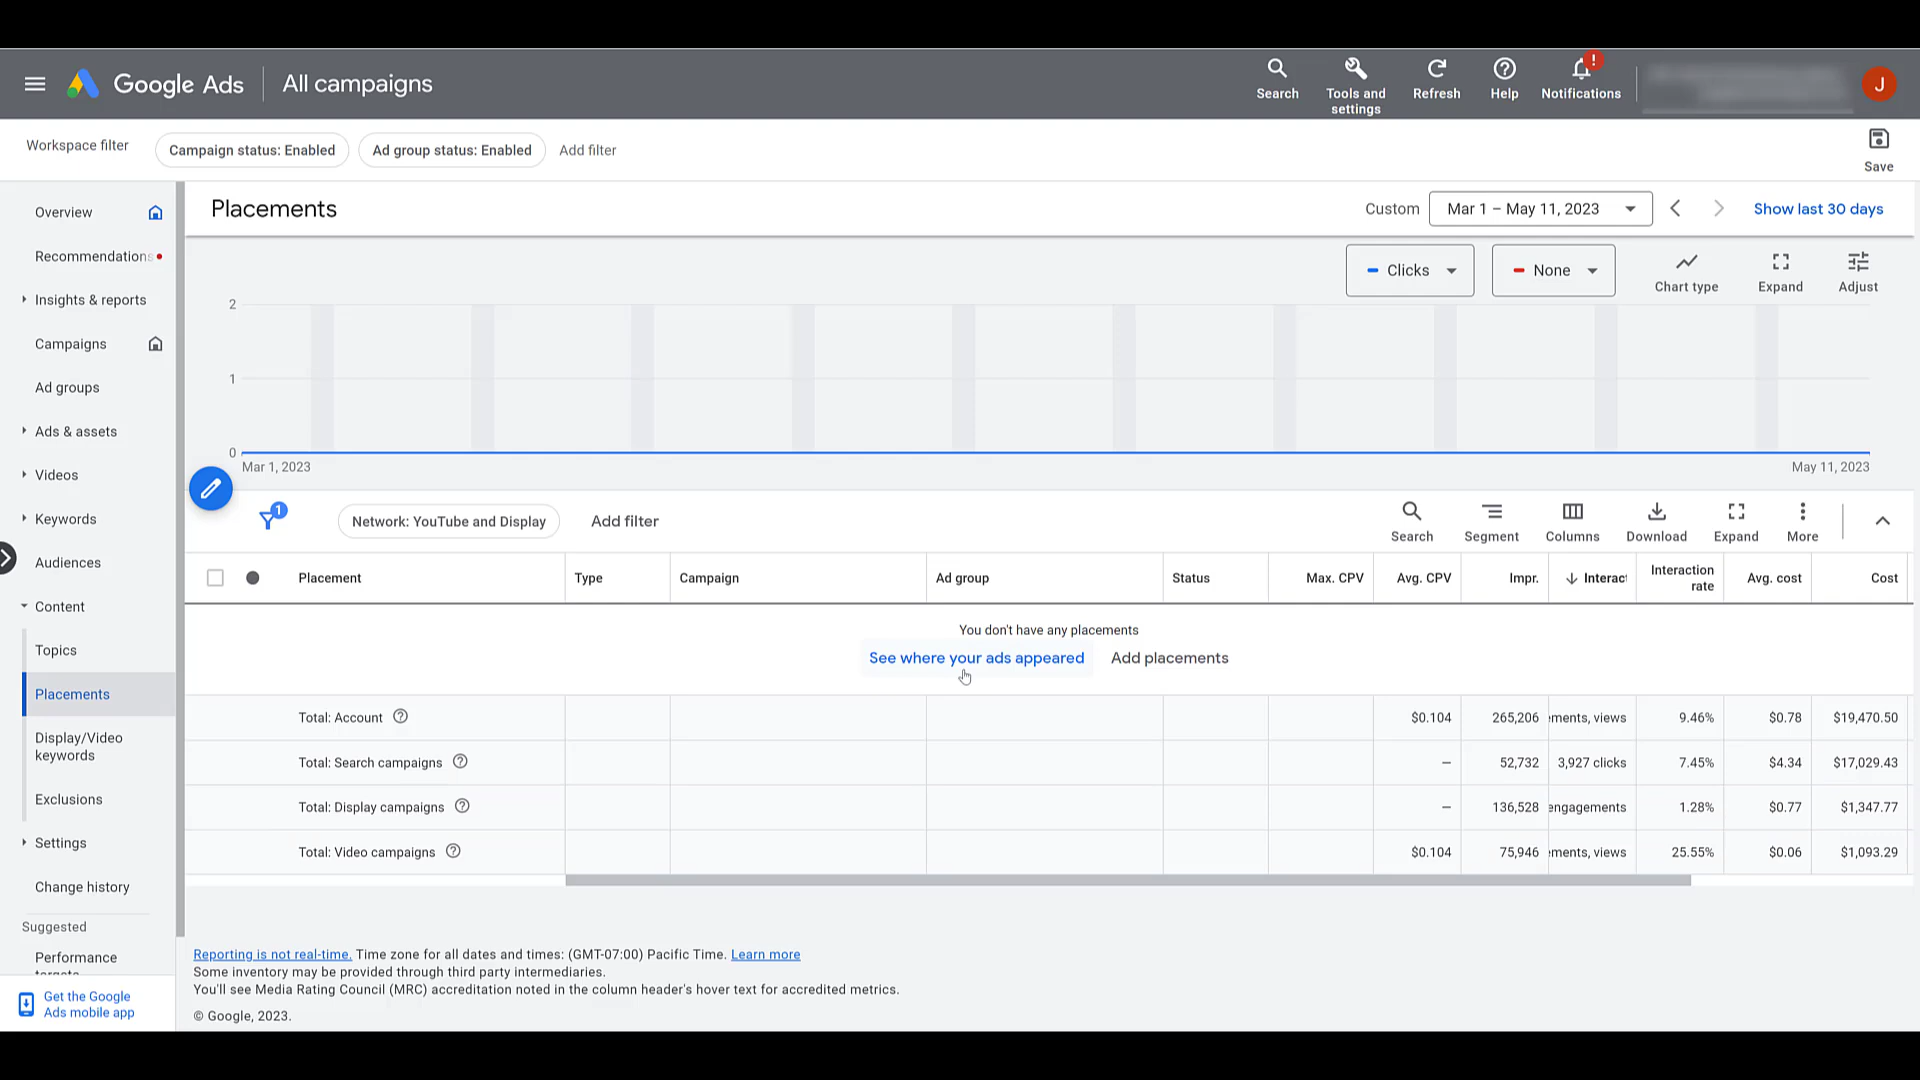 Google Ads
All campaigns
Search
Tools and
settings
Refresh
Help
!
Notifications
J
Workspace filter
Campaign status: Enabled
Ad group status: Enabled
Add filter
Save
Overview
Recommendations
Insights & reports
Campaigns
Ad groups
Ads & assets
Videos
Keywords
Audiences
Content
Topics
Placements
Display/Video
keywords
Exclusions
Settings
Change history
Suggested
Performance
Get the Google
Ads mobile app
Placements
Custom
Mar 1 – May 11, 2023
Show last 30 days
Clicks
None
Chart type
Expand
Adjust
2
1
0
Mar 1, 2023
May 11, 2023
1
Network: YouTube and Display
Add filter
Search
Segment
Columns
Download
Expand
More
Placement Type Campaign Ad group Status Max. CPV Avg. CPV Impr. Interac Interaction rate Avg. cost Cost
You don't have any placements
See where your ads appeared
Add placements
Total: Account $0.104 265,206 ements, views 9.46% $0.78 $19,470.50
Total: Search campaigns – 52,732 3,927 clicks 7.45% $4.34 $17,029.43
Total: Display campaigns – 136,528 engagements 1.28% $0.77 $1,347.77
Total: Video campaigns $0.104 75,946 ements, views 25.55% $0.06 $1,093.29
Reporting is not real-time. Time zone for all dates and times: (GMT-07:00) Pacific Time. Learn more
Some inventory may be provided through third party intermediaries.
You'll see Media Rating Council (MRC) accreditation noted in the column header's hover text for accredited metrics.
© Google, 2023.